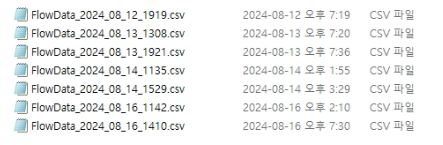 FlowData_2024_08_12_1919.csv 2024-08-12 오후 7:19 CSV 파일
FlowData_2024_08_13_1308.csv 2024-08-13 오후 7:20 CSV 파일
FlowData_2024_08_13_1921.csv 2024-08-13 오후 7:36 CSV 파일
FlowData_2024_08_14_1135.csv 2024-08-14 오후 1:55 CSV 파일
FlowData_2024_08_14_1529.csv 2024-08-14 오후 3:29 CSV 파일
FlowData_2024_08_16_1142.csv 2024-08-16 오후 2:10 CSV 파일
FlowData_2024_08_16_1410.csv 2024-08-16 오후 7:30 CSV 파일